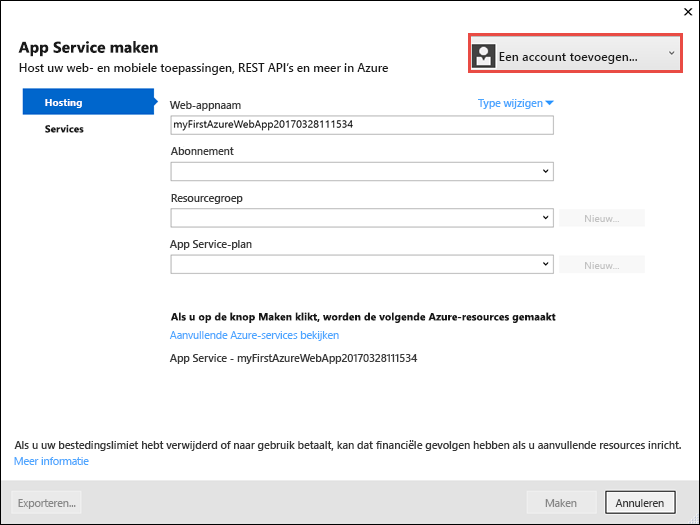 App Service maken
Host uw web- en mobiele toepassingen, REST API's en meer in Azure
Een account toevoegen...
Hosting
Services
Web-appnaam
Type wijzigen
myFirstAzureWebApp20170328111534
Abonnement
Resourcegroep
Nieuw...
App Service-plan
Nieuw...
Als u op de knop Maken klikt, worden de volgende Azure-resources gemaakt
Aanvullende Azure-services bekijken
App Service - myFirstAzureWebApp20170328111534
Als u uw bestedingslimiet hebt verwijderd of naar gebruik betaalt, kan dat financiële gevolgen hebben als u aanvullende resources inricht.
Meer informatie
Exporteren...
Maken
Annuleren